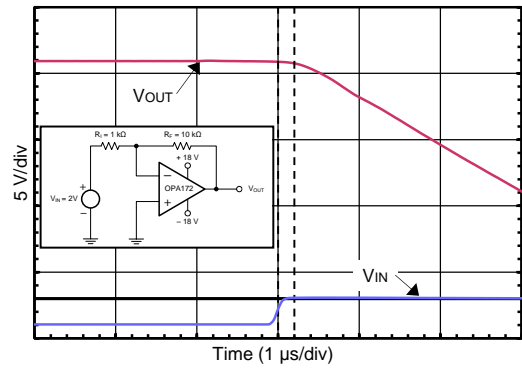 VOUT
R₁ = 1 kΩ
RF = 10 kΩ
+ 18 V
−
+
OPA172
VOUT
+
VIN = 2V
−
− 18 V
5 V/div
VIN
Time (1 µs/div)